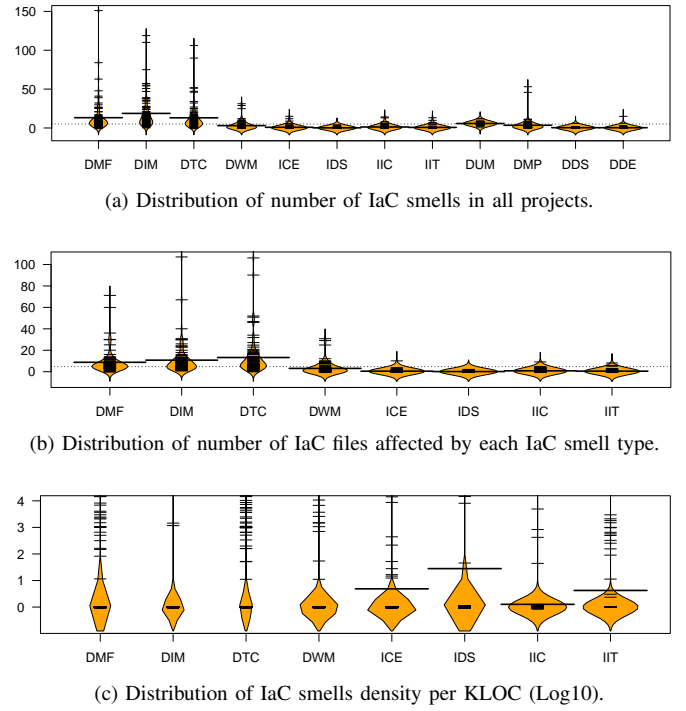 150
100
50
0
DMF DIM DTC DWM ICE IDS IIC IIT DUM DMP DDS DDE
(a) Distribution of number of IaC smells in all projects.
100
80
60
40
20
0
DMF DIM DTC DWM ICE IDS IIC IIT
(b) Distribution of number of IaC files affected by each IaC smell type.
4
3
2
1
0
DMF DIM DTC DWM ICE IDS IIC IIT
(c) Distribution of IaC smells density per KLOC (Log10).